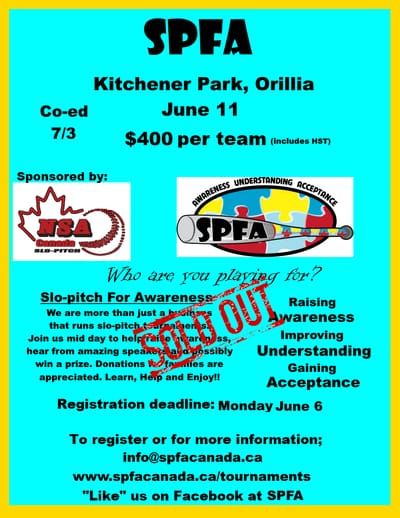 SPFA
Kitchener Park, Orillia
Co-ed
7/3
June 11
$400 per team (includes HST)
Sponsored by:
NSA
Canada
SLO-PITCH
AWARENESS UNDERSTANDING ACCEPTANCE
SPFA
Who are you playing for?
Slo-pitch For Awareness
We are more than just a business
that runs slo-pitch tournaments.
Join us mid day to help raise awareness,
hear from amazing speakers and possibly
win a prize. Donations to families are
appreciated. Learn, Help and Enjoy!!
SOLD OUT
Raising
Awareness
Improving
Understanding
Gaining
Acceptance
Registration deadline: Monday June 6
To register or for more information;
info@spfacanada.ca
www.spfacanada.ca/tournaments
"Like" us on Facebook at SPFA